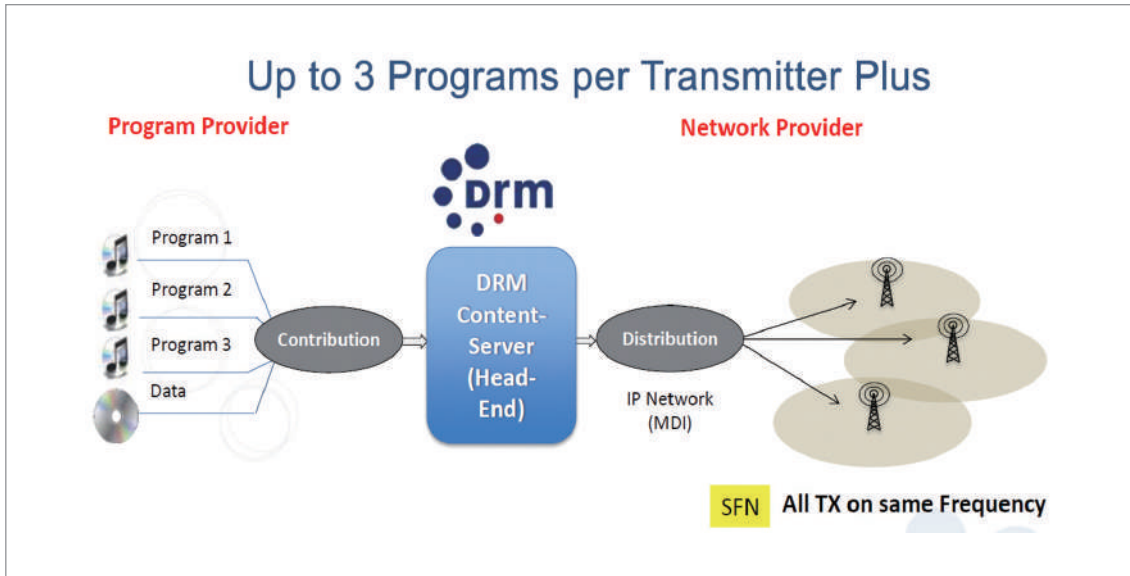 Up to 3 Programs per Transmitter Plus
Program Provider
Network Provider
Drm
Program 1
Program 2
Program 3
Data
Contribution
DRM
Content-
Server
(Head-
End)
Distribution
IP Network
(MDI)
SFN
All TX on same Frequency